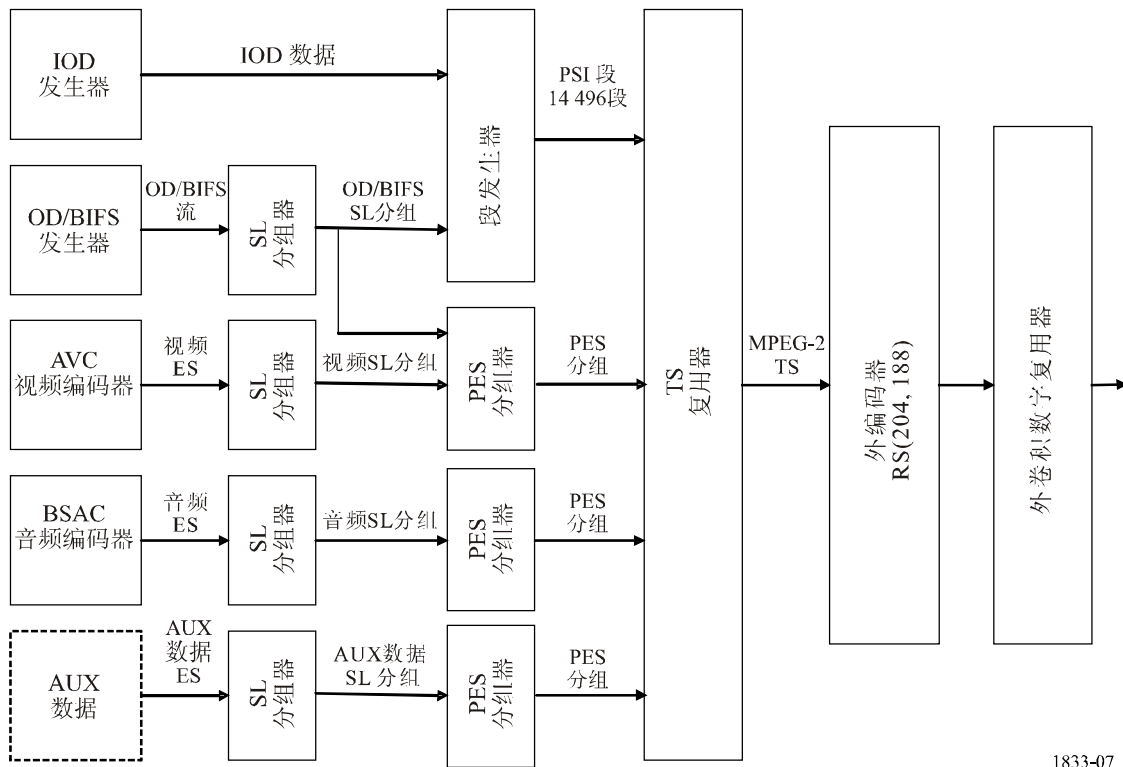 IOD
发生器
IOD 数据
PSI 段
14 496段
段发生器
OD/BIFS
发生器
OD/BIFS
流
SL
分组器
OD/BIFS
SL分组
AVC
视频编码器
视频
ES
SL
分组器
视频SL分组
PES
分组器
PES
分组
TS
复用器
MPEG-2
TS
外编码器
RS(204, 188)
外卷积数字复用器
BSAC
音频编码器
音频
ES
SL
分组器
音频SL分组
PES
分组器
PES
分组
AUX
数据
AUX
数据
ES
SL
分组器
AUX数据
SL 分组
PES
分组器
PES
分组
1833-07